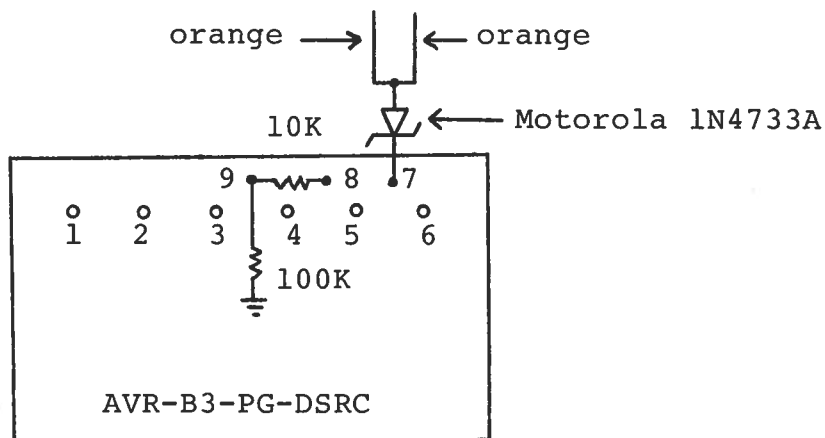 orange orange
Motorola 1N4733A
10K
9 8 7
1 2 3 4 5 6
100K
AVR-B3-PG-DSRC